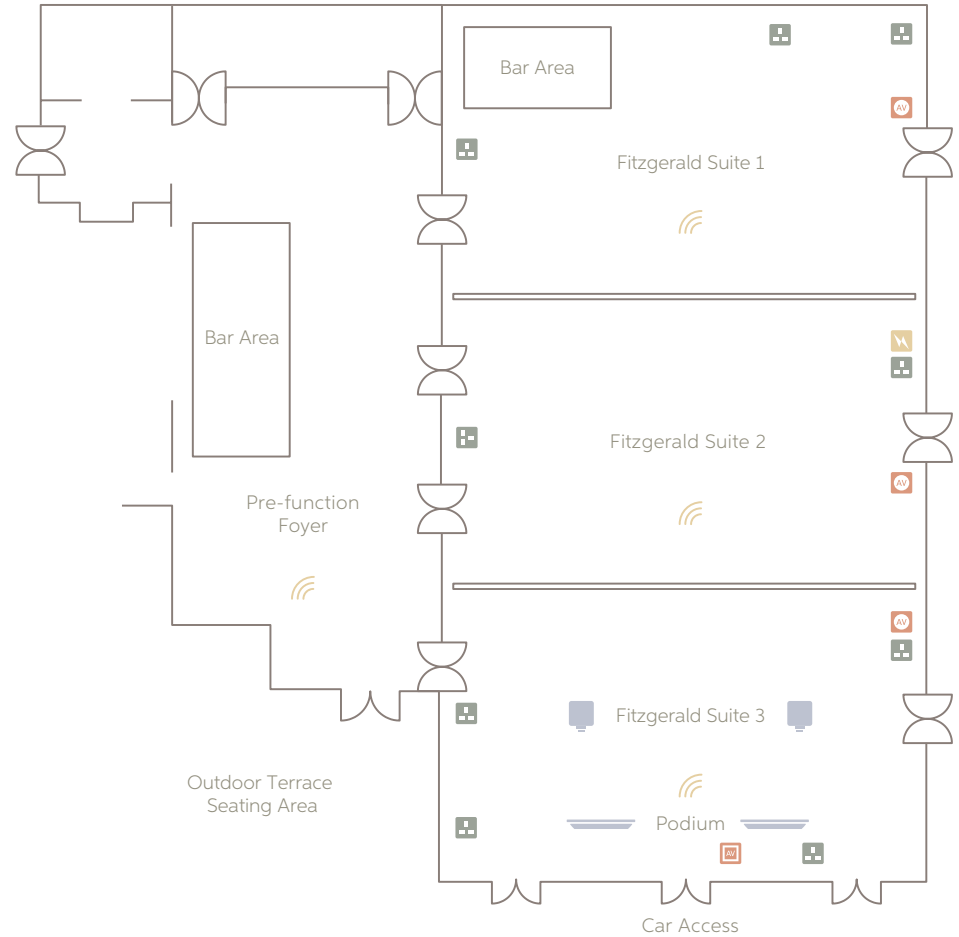 Bar Area
AV
Fitzgerald Suite 1
Bar Area
Fitzgerald Suite 2
AV
Pre-function
Foyer
AV
Fitzgerald Suite 3
Outdoor Terrace
Seating Area
Podium
AV
Car Access